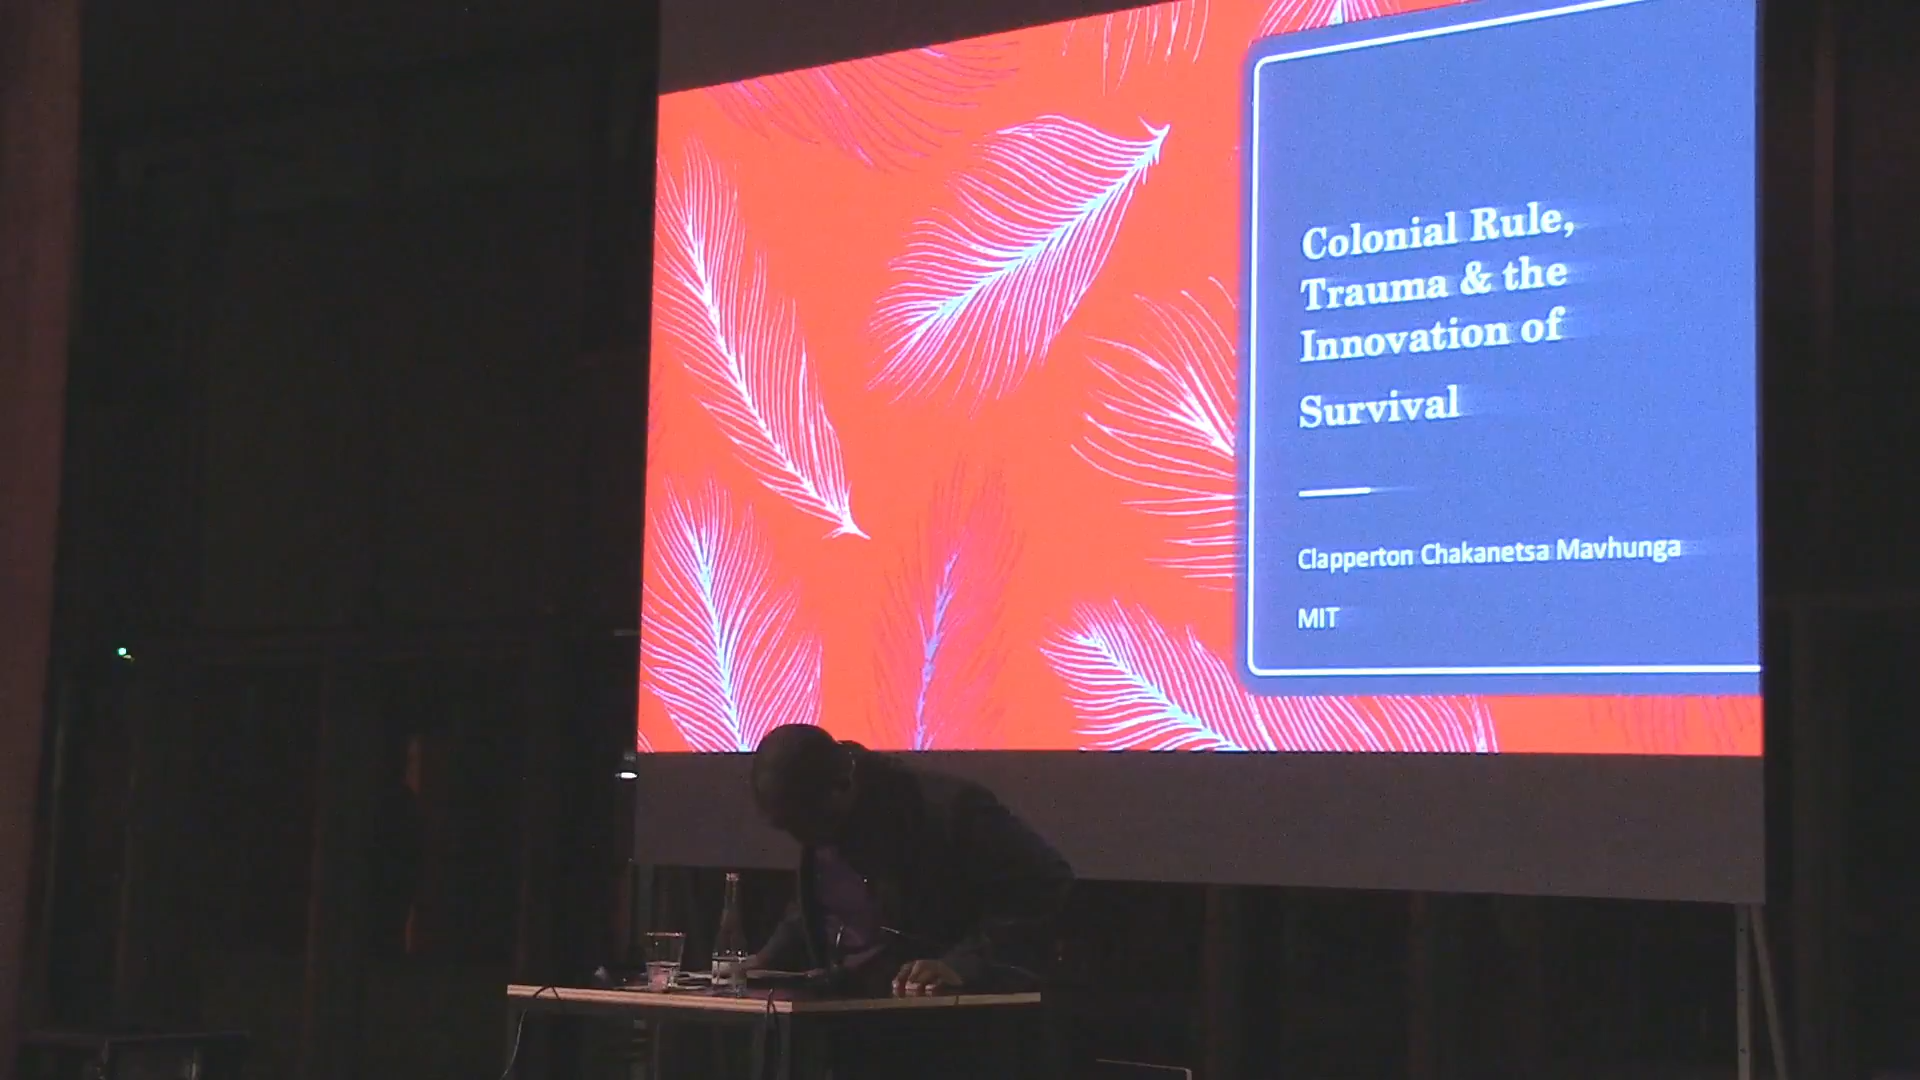 Colonial Rule,
Trauma & the
Innovation of
Survival
Clapperton Chakanetsa Mavhunga
MIT